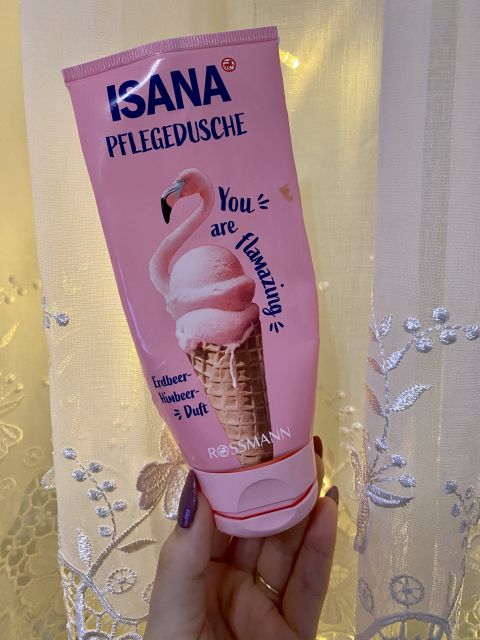 ISANA
PFLEGEDUSCHE
You
are
flamazing
Erdbeer-
Himbeer-
Duft
ROSSMANN